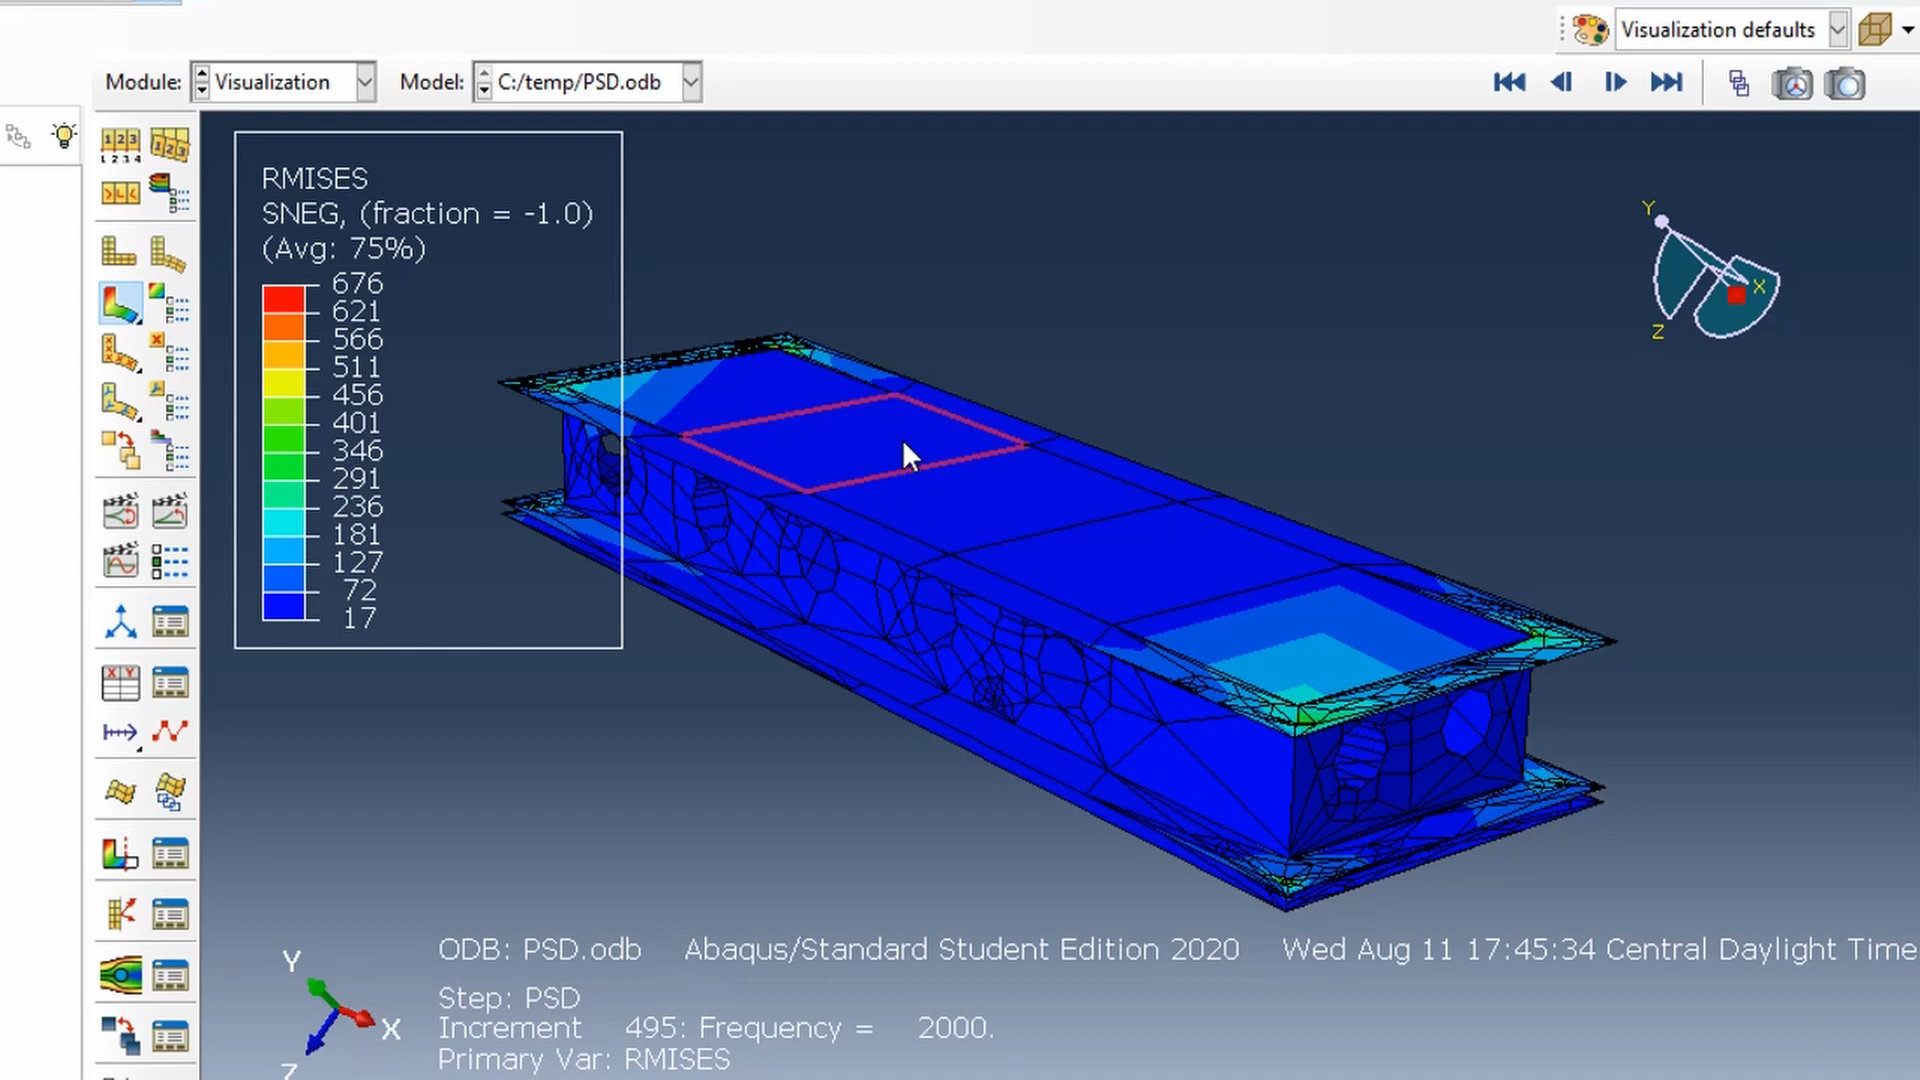 Visualization defaults
Module: Visualization Model: C:/temp/PSD.odb
RMISES
SNEG, (fraction = -1.0)
(Avg: 75%)
676
621
566
511
456
401
346
291
236
181
127
72
17
Y
X
Z
Y
X
Z
ODB: PSD.odb Abaqus/Standard Student Edition 2020 Wed Aug 11 17:45:34 Central Daylight Time
Step: PSD
Increment 495: Frequency = 2000.
Primary Var: RMISES